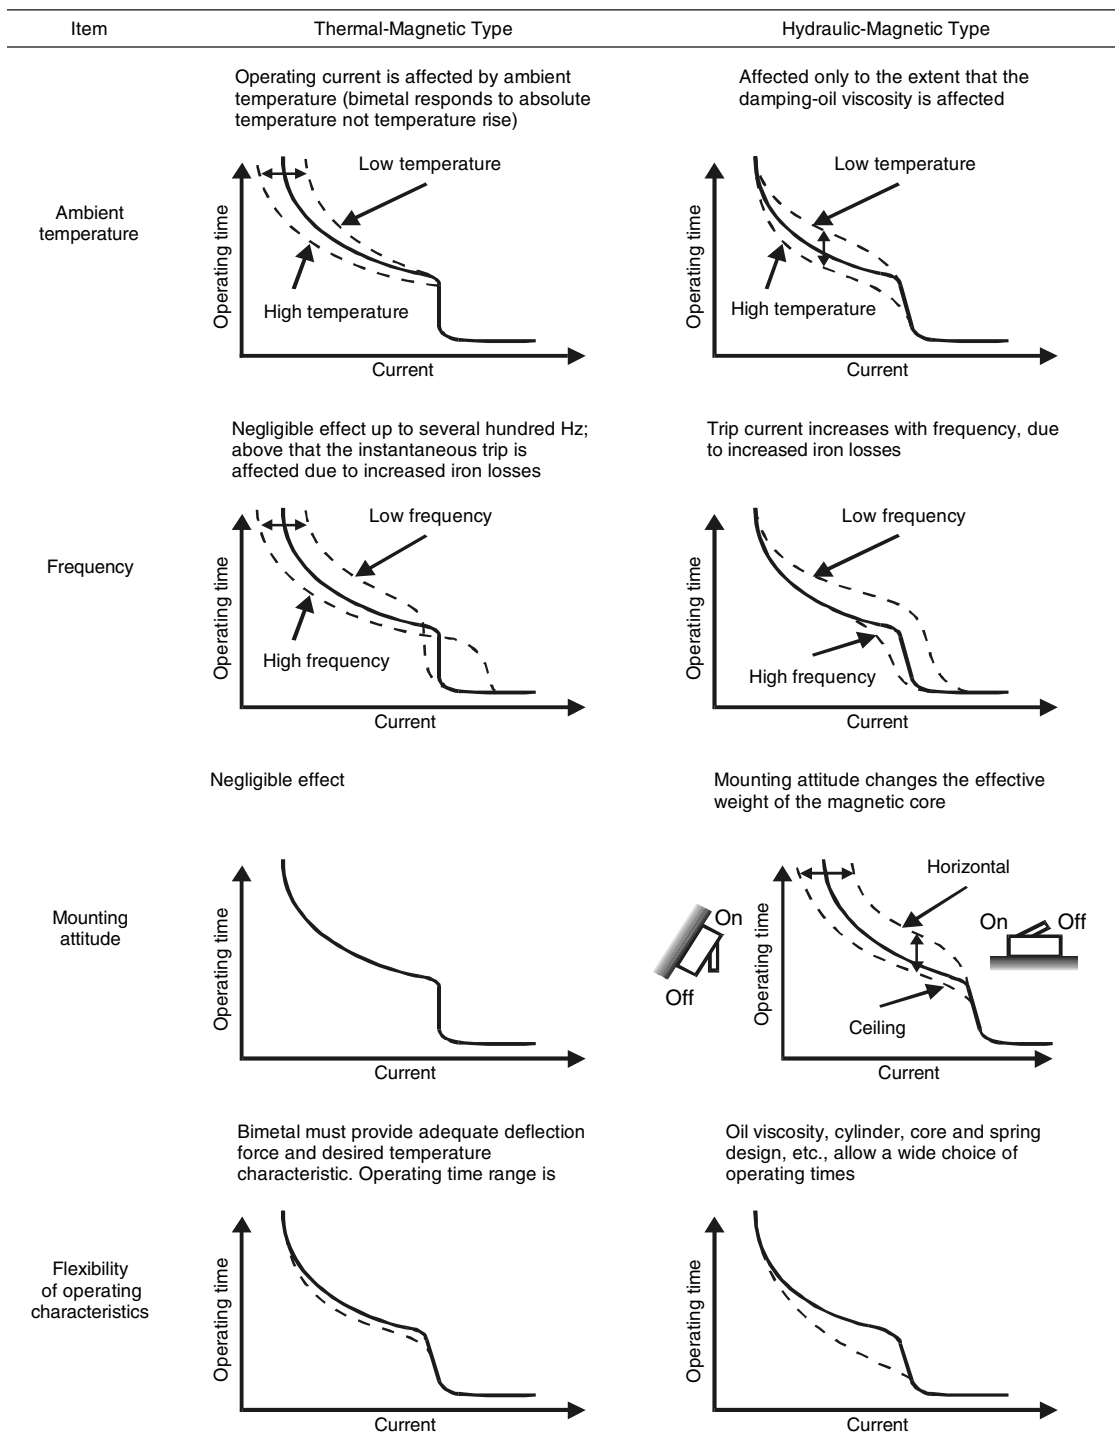 Item
Thermal-Magnetic Type
Hydraulic-Magnetic Type
Ambient
temperature
Operating current is affected by ambient
temperature (bimetal responds to absolute
temperature not temperature rise)
Operating time
Low temperature
High temperature
Current
Affected only to the extent that the
damping-oil viscosity is affected
Operating time
Low temperature
High temperature
Current
Frequency
Negligible effect up to several hundred Hz;
above that the instantaneous trip is
affected due to increased iron losses
Operating time
Low frequency
High frequency
Current
Trip current increases with frequency, due
to increased iron losses
Operating time
Low frequency
High frequency
Current
Mounting
attitude
Negligible effect
Operating time
Current
Mounting attitude changes the effective
weight of the magnetic core
On
Off
Operating time
Horizontal
On
Off
Ceiling
Current
Flexibility
of operating
characteristics
Bimetal must provide adequate deflection
force and desired temperature
characteristic. Operating time range is
Operating time
Current
Oil viscosity, cylinder, core and spring
design, etc., allow a wide choice of
operating times
Operating time
Current